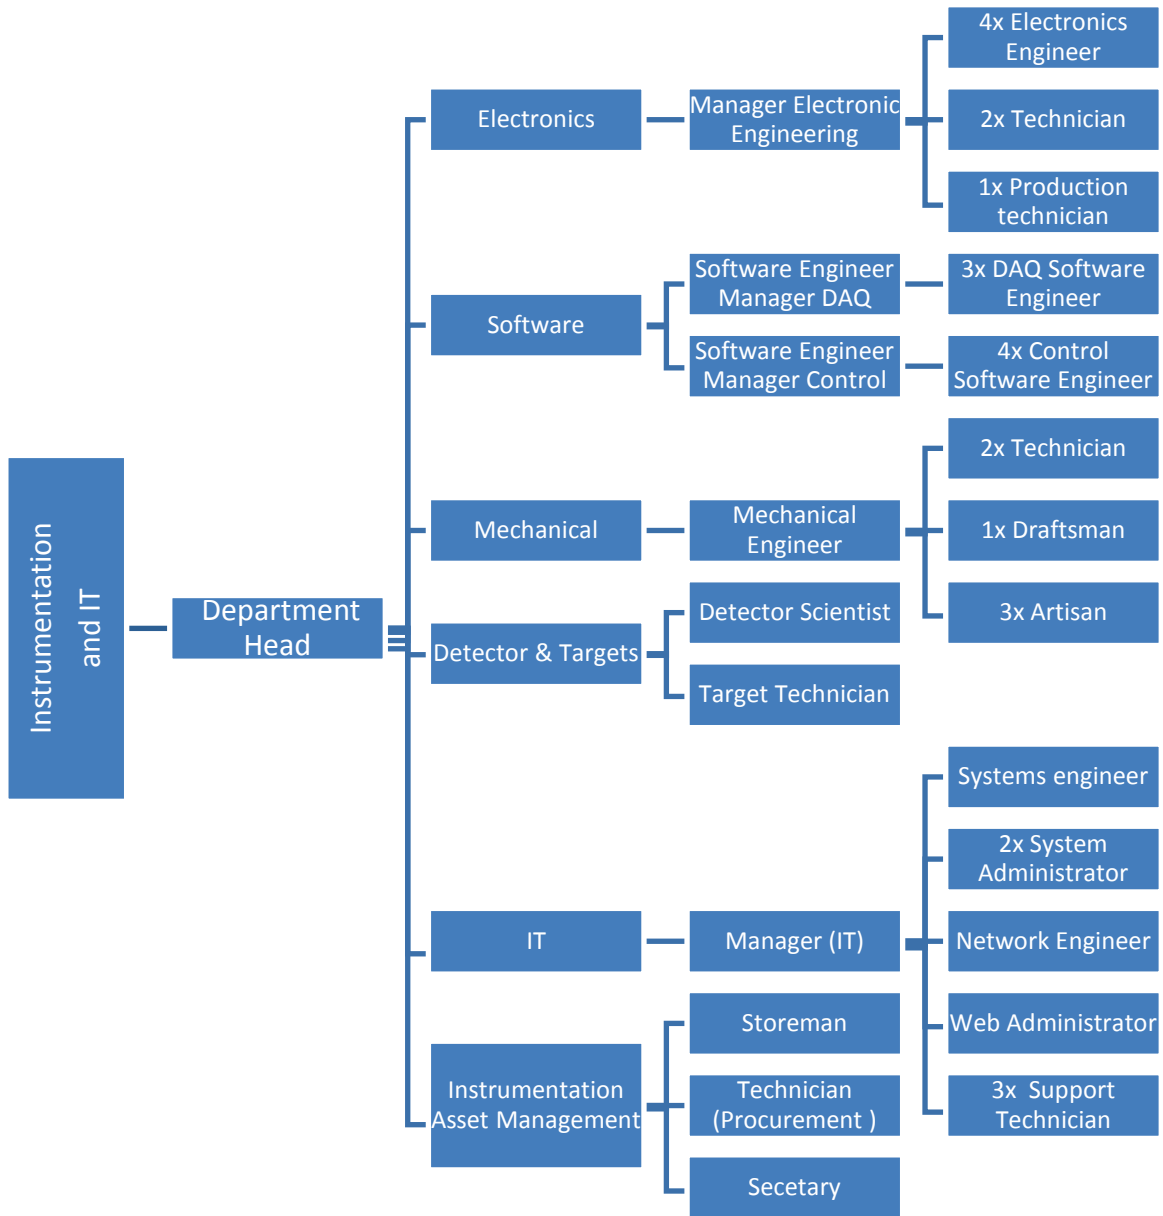 Instrumentation
and IT
Department
Head
Electronics
Manager Electronic
Engineering
4x Electronics
Engineer
2x Technician
1x Production
technician
Software
Software Engineer
Manager DAQ
3x DAQ Software
Engineer
Software Engineer
Manager Control
4x Control
Software Engineer
Mechanical
Mechanical
Engineer
2x Technician
1x Draftsman
3x Artisan
Detector & Targets
Detector Scientist
Target Technician
IT
Manager (IT)
Systems engineer
2x System
Administrator
Network Engineer
Web Administrator
3x  Support
Technician
Instrumentation
Asset Management
Storeman
Technician
(Procurement )
Secetary